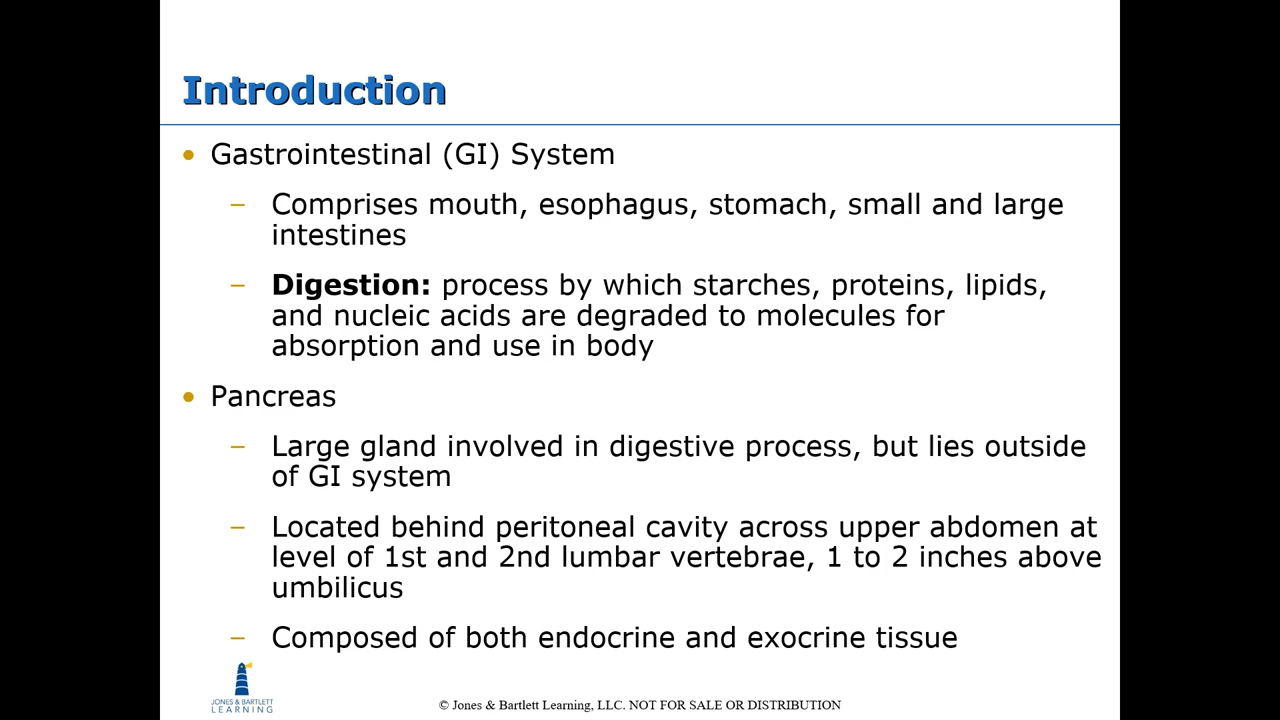 Introduction
• Gastrointestinal (GI) System
– Comprises mouth, esophagus, stomach, small and large
intestines
– Digestion: process by which starches, proteins, lipids,
and nucleic acids are degraded to molecules for
absorption and use in body
• Pancreas
– Large gland involved in digestive process, but lies outside
of GI system
– Located behind peritoneal cavity across upper abdomen at
level of 1st and 2nd lumbar vertebrae, 1 to 2 inches above
umbilicus
– Composed of both endocrine and exocrine tissue
JONES & BARTLETT
LEARNING
© Jones & Bartlett Learning, LLC. NOT FOR SALE OR DISTRIBUTION